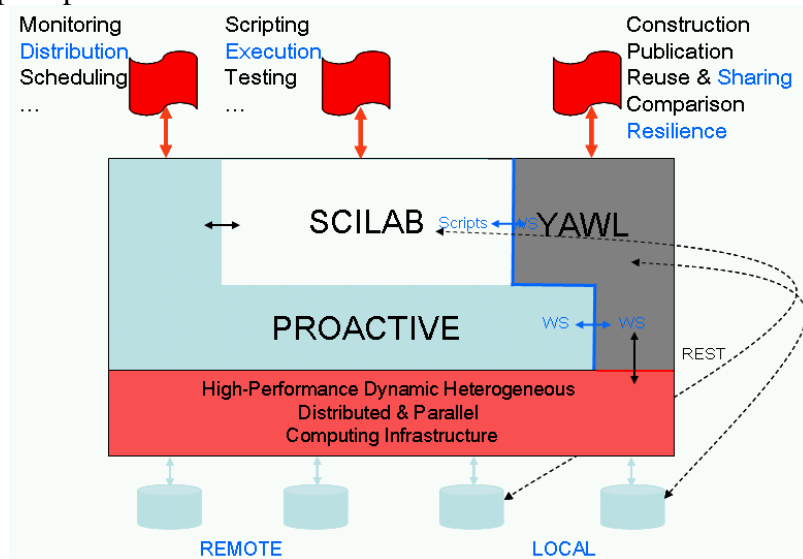 Monitoring
Distribution
Scheduling
...
Scripting
Execution
Testing
...
Construction
Publication
Reuse & Sharing
Comparison
Resilience
SCILAB
Scripts
WS
YAWL
PROACTIVE
WS
WS
REST
High-Performance Dynamic Heterogeneous
Distributed & Parallel
Computing Infrastructure
REMOTE
LOCAL